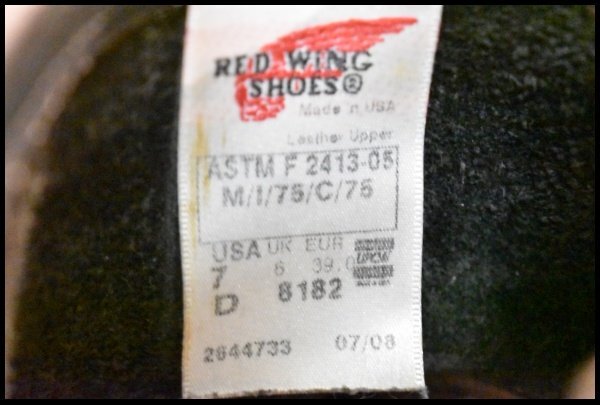 RED WING
SHOES®
Made in USA
Leather Upper
ASTM F 2413-05
M/I/75/C/75
USA UK EUR
7 6 39.0
D 8182
2644733 07/08